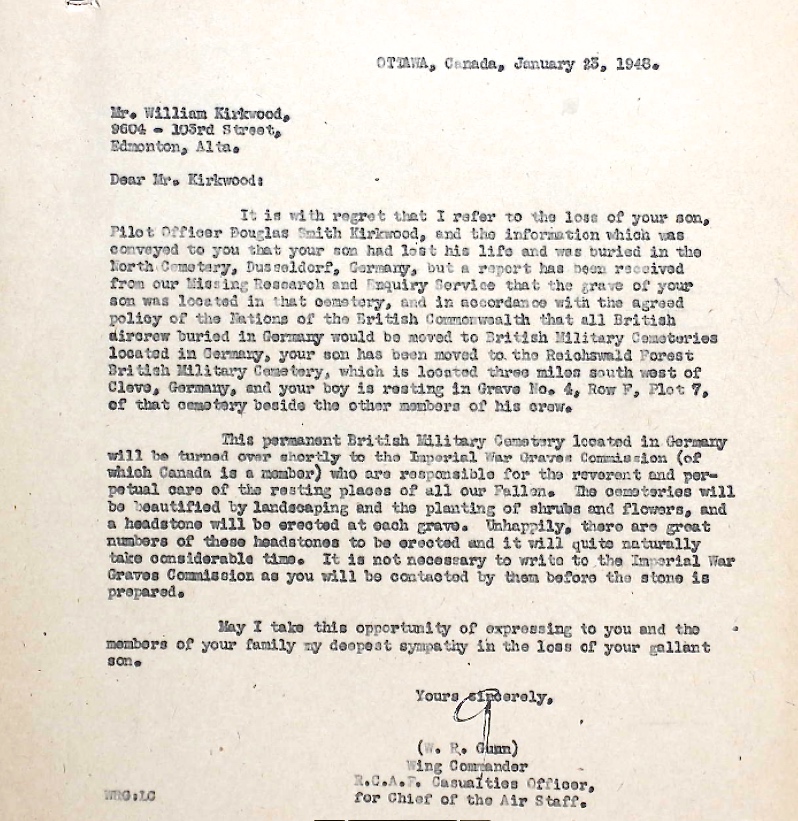 OTTAWA, Canada, January 23, 1948.
Mr. William Kirkwood,
9604 - 103rd Street,
Edmonton, Alta.
Dear Mr. Kirkwood:
It is with regret that I refer to the loss of your son,
Pilot Officer Douglas Smith Kirkwood, and the information which was
conveyed to you that your son had lost his life and was buried in the
North Cemetery, Dusseldorf, Germany, but a report has been received
from our Missing Research and Enquiry Service that the grave of your
son was located in that cemetery, and in accordance with the agreed
policy of the Nations of the British Commonwealth that all British
aircrew buried in Germany would be moved to British Military Cemeteries
located in Germany, your son has been moved to the Reichswald Forest
British Military Cemetery, which is located three miles south west of
Cleve, Germany, and your boy is resting in Grave No. 4, Row F, Plot 7,
of that cemetery beside the other members of his crew.
This permanent British Military Cemetery located in Germany
will be turned over shortly to the Imperial War Graves Commission (of
which Canada is a member) who are responsible for the reverent and per-
petual care of the resting places of all our Fallen. The cemeteries will
be beautified by landscaping and the planting of shrubs and flowers, and
a headstone will be erected at each grave. Unhappily, there are great
numbers of these headstones to be erected and it will quite naturally
take considerable time. It is not necessary to write to the Imperial War
Graves Commission as you will be contacted by them before the stone is
prepared.
May I take this opportunity of expressing to you and the
members of your family my deepest sympathy in the loss of your gallant
son.
Yours sincerely,
(W. R. Gunn)
Wing Commander
R.C.A.F. Casualties Officer,
for Chief of the Air Staff.
WRG:LC